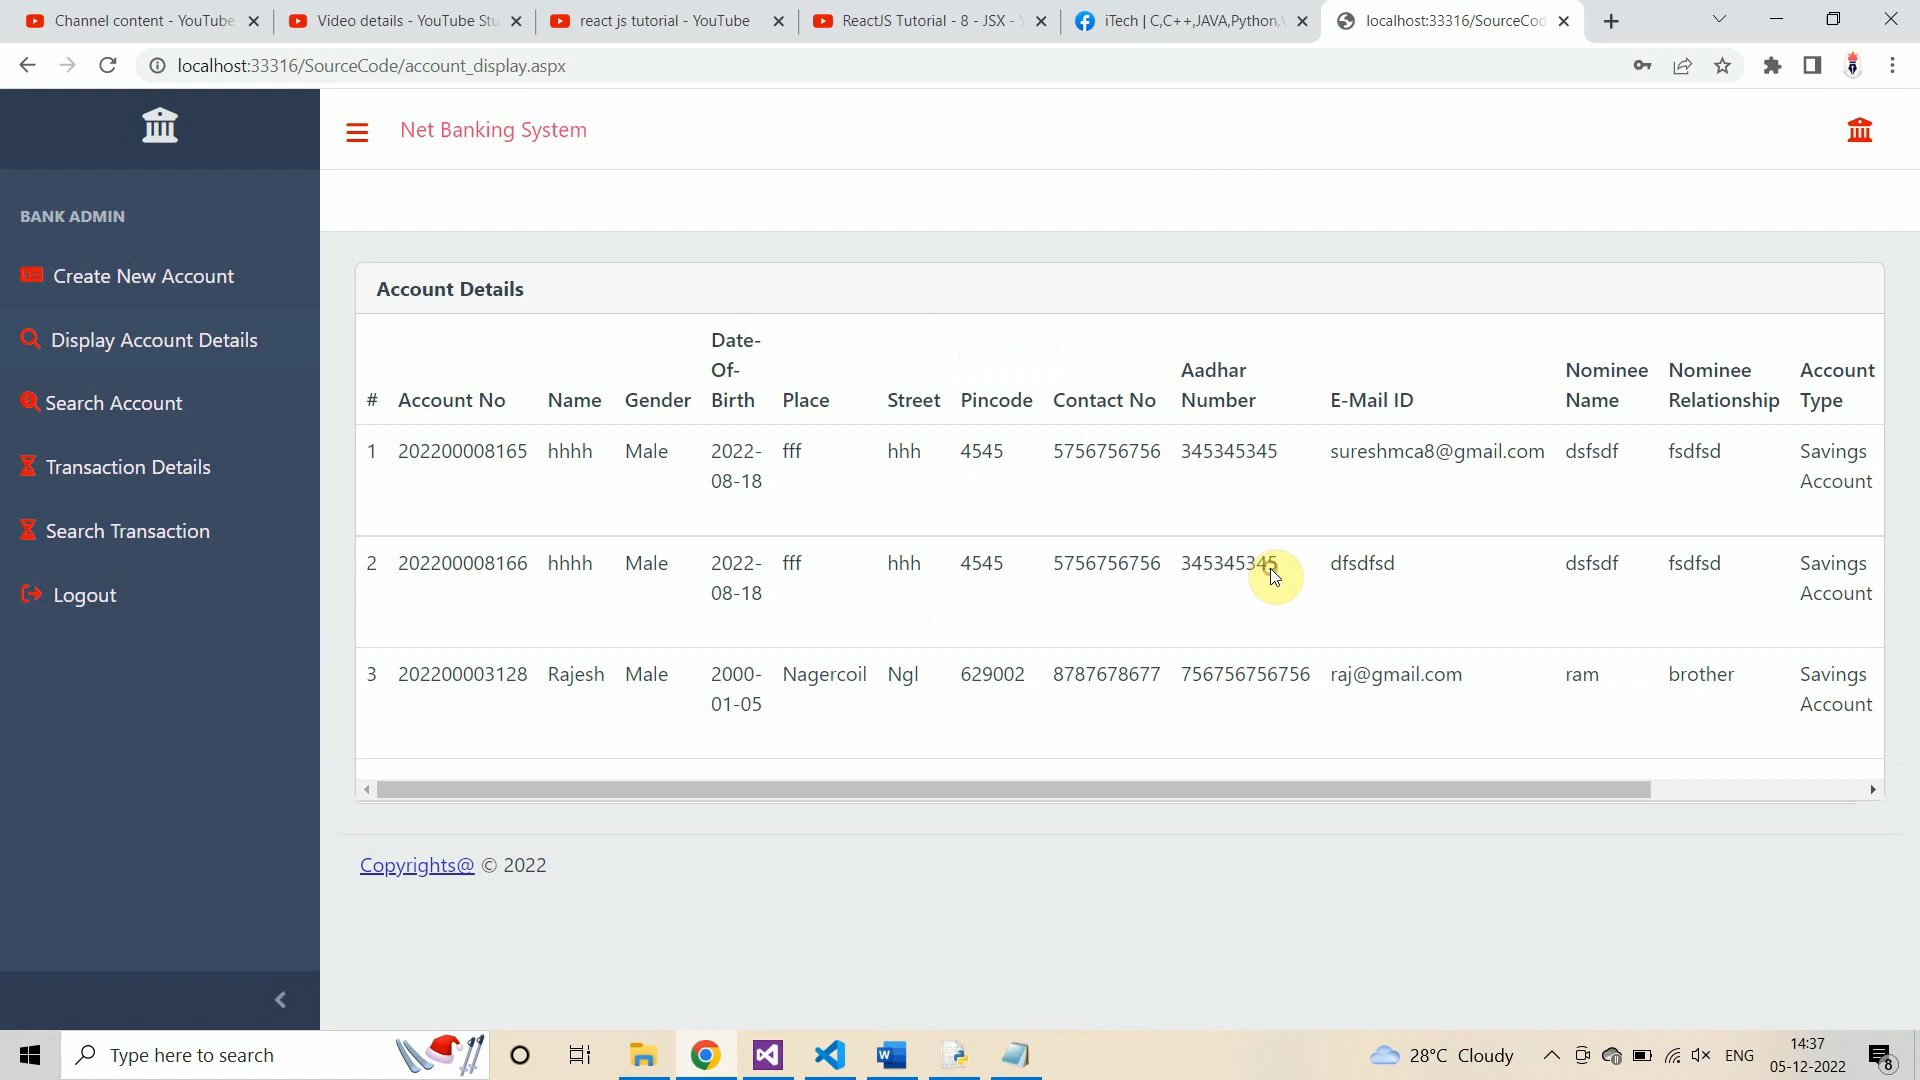 Channel content - YouTube
Video details - YouTube Stu
react js tutorial - YouTube
ReactJS Tutorial - 8 - JSX - Y
iTech | C,C++,JAVA,Python,
localhost:33316/SourceCod
localhost:33316/SourceCode/account_display.aspx
Net Banking System
BANK ADMIN
Create New Account
Display Account Details
Search Account
Transaction Details
Search Transaction
Logout
Account Details
# Account No Name Gender Date-Of-Birth Place Street Pincode Contact No Aadhar Number E-Mail ID Nominee Name Nominee Relationship Account Type
1 202200008165 hhhh Male 2022-08-18 fff hhh 4545 5756756756 345345345 sureshmca8@gmail.com dsfsdf fsdfsd Savings Account
2 202200008166 hhhh Male 2022-08-18 fff hhh 4545 5756756756 345345345 dfsdfsd dsfsdf fsdfsd Savings Account
3 202200003128 Rajesh Male 2000-01-05 Nagercoil Ngl 629002 8787678677 756756756756 raj@gmail.com ram brother Savings Account
Copyrights@ © 2022
Type here to search
28°C Cloudy
ENG
14:37
05-12-2022
8